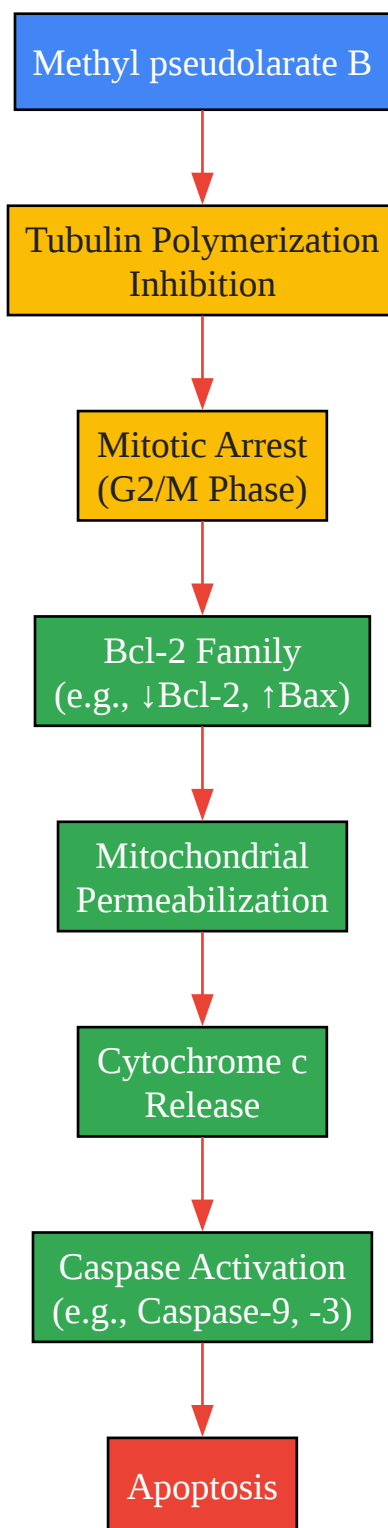 Methyl pseudolarate B
Tubulin Polymerization
Inhibition
Mitotic Arrest
(G2/M Phase)
Bcl-2 Family
(e.g., ↓Bcl-2, ↑Bax)
Mitochondrial
Permeabilization
Cytochrome c
Release
Caspase Activation
(e.g., Caspase-9, -3)
Apoptosis